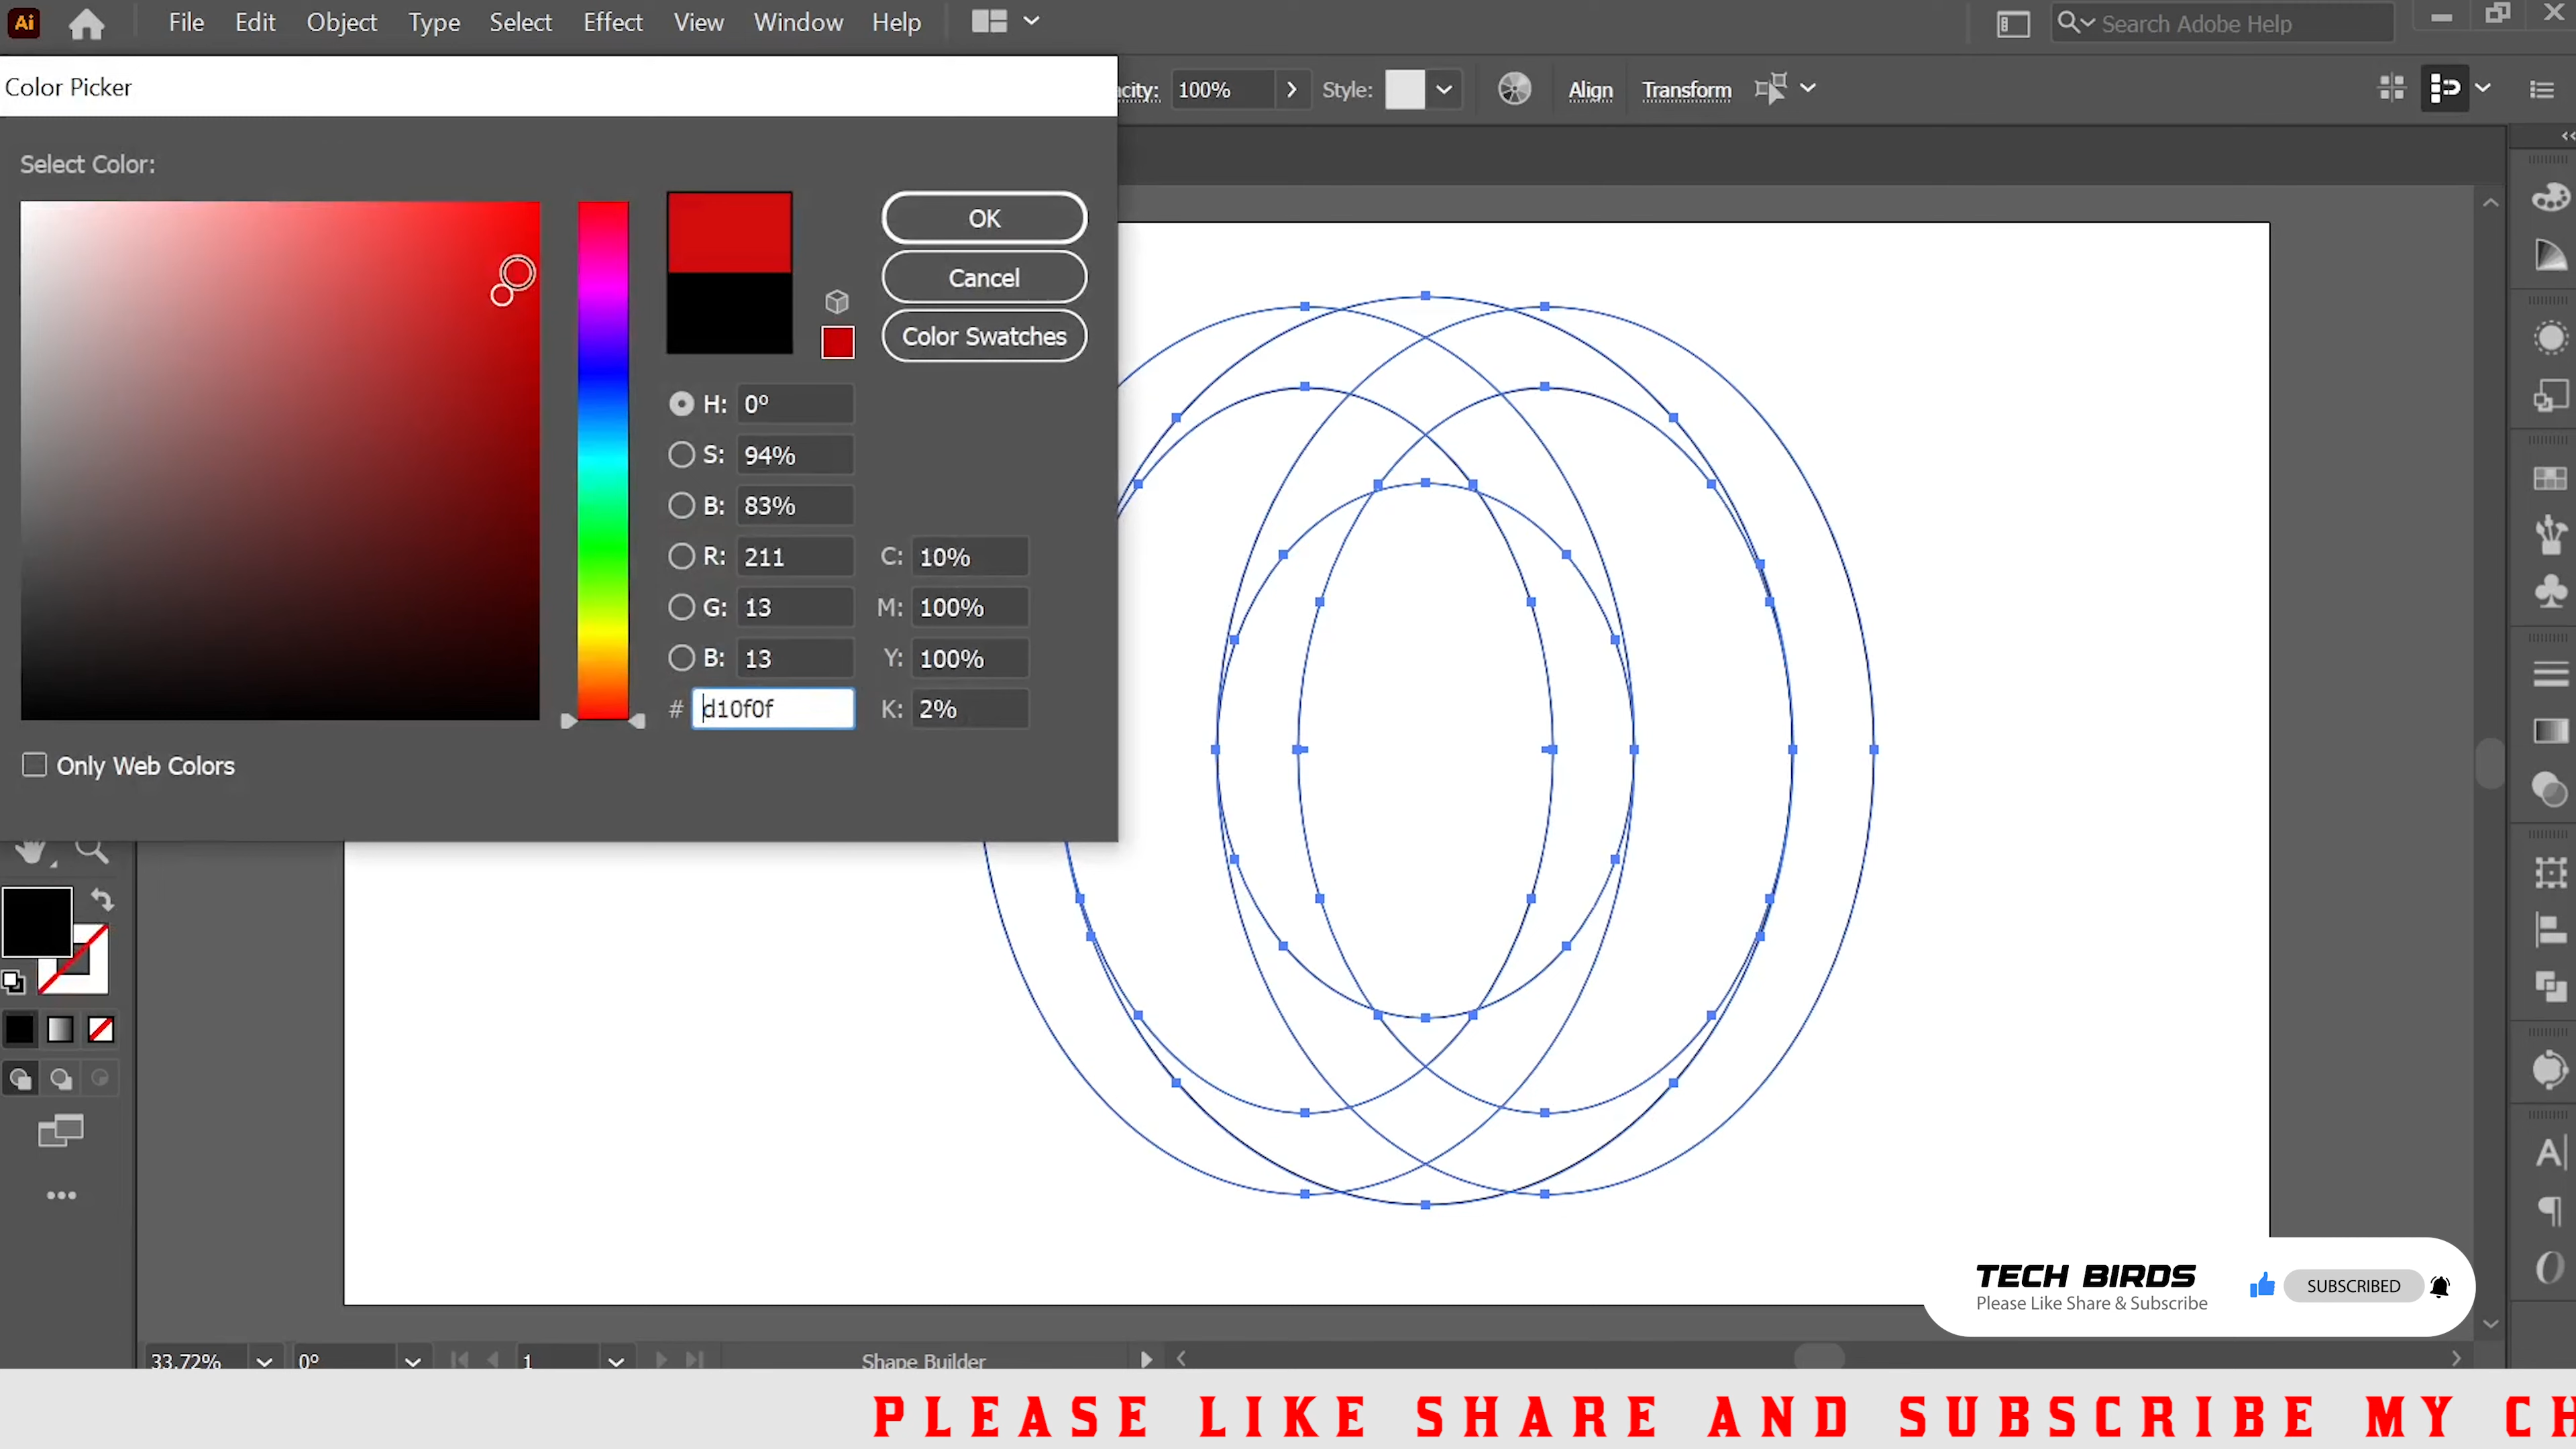 Ai File Edit Object Type Select Effect View Window Help Search Adobe Help
Color Picker
city: 100% Style: Align Transform
Select Color:
OK
Cancel
Color Swatches
H: 0°
S: 94%
B: 83%
R: 211 C: 10%
G: 13 M: 100%
B: 13 Y: 100%
# d10f0f K: 2%
Only Web Colors
TECH BIRDS
Please Like Share & Subscribe
SUBSCRIBED
33.72% 0° 1 Shape Builder
PLEASE LIKE SHARE AND SUBSCRIBE MY CH